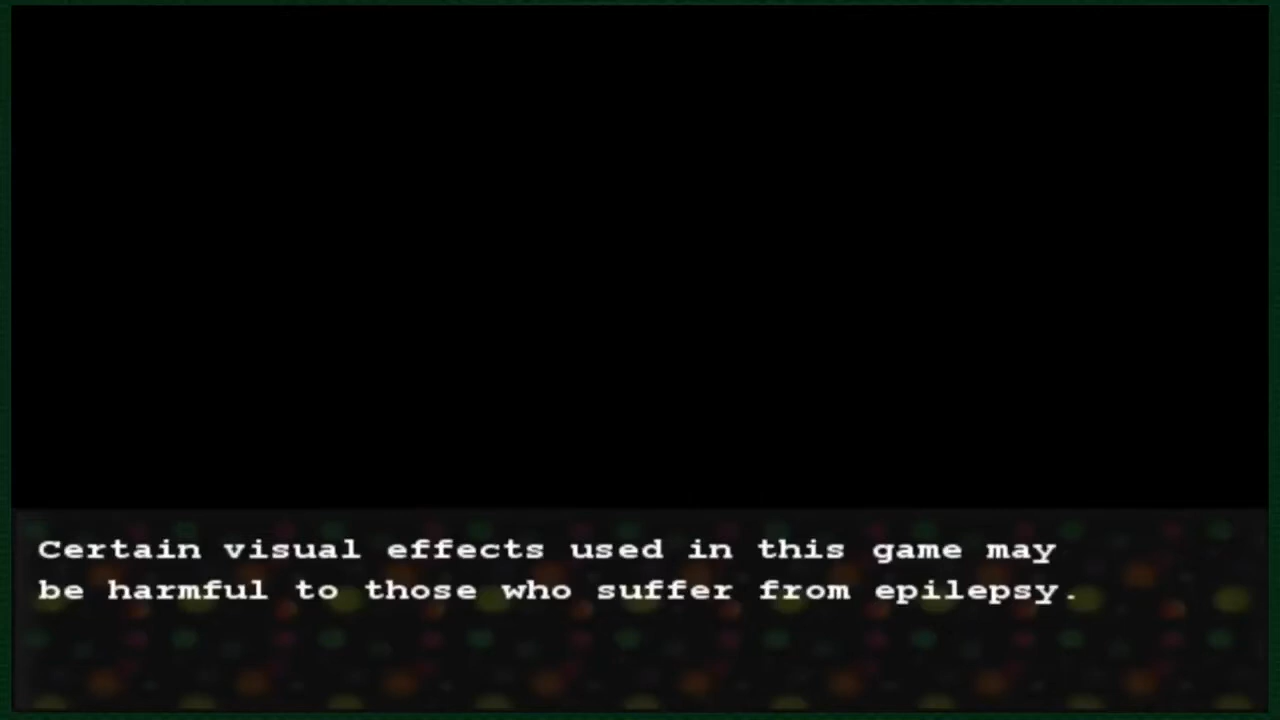 Certain visual effects used in this game may
be harmful to those who suffer from epilepsy.